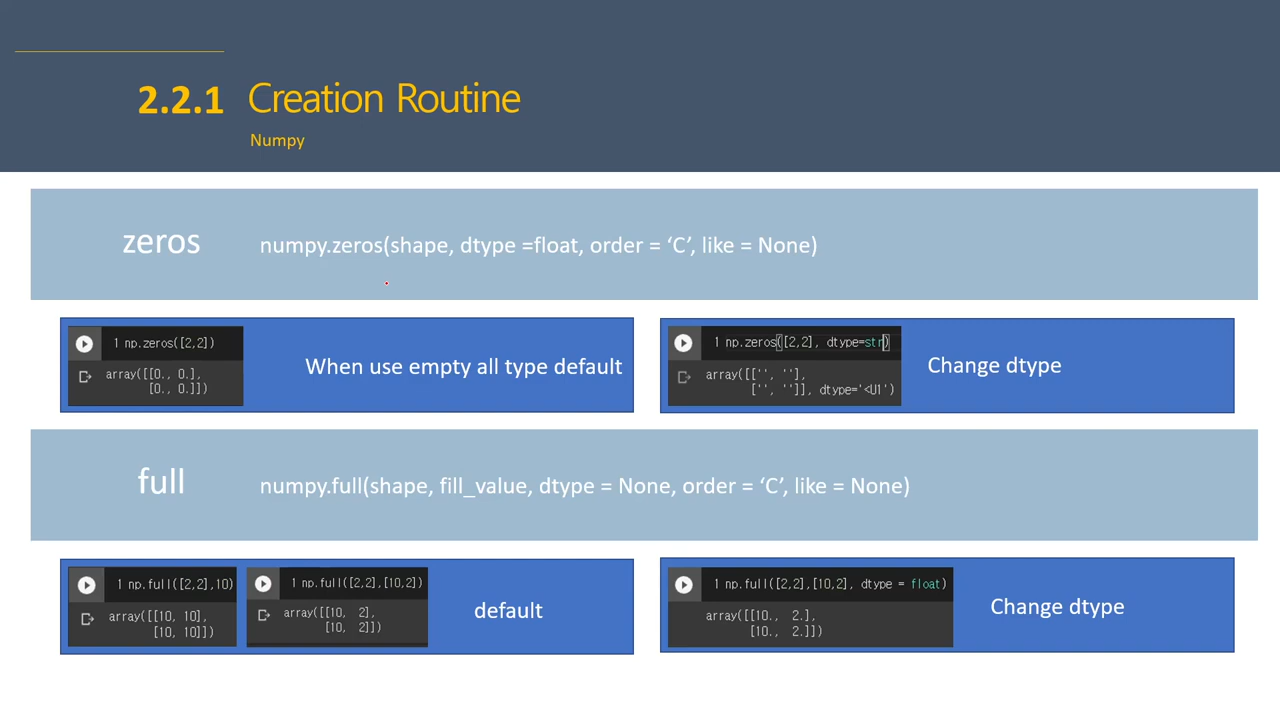 2.2.1 Creation Routine
Numpy
zeros numpy.zeros(shape, dtype =float, order = ‘C’, like = None)
1 np.zeros([2,2])
array([[0., 0.],
[0., 0.]])
When use empty all type default
1 np.zeros([2,2], dtype=str)
array([['', ''],
['', '']], dtype='<U1')
Change dtype
full numpy.full(shape, fill_value, dtype = None, order = ‘C’, like = None)
1 np.full([2,2],10)
array([[10, 10],
[10, 10]])
1 np.full([2,2],[10,2])
array([[10, 2],
[10, 2]])
default
1 np.full([2,2],[10,2], dtype = float)
array([[10., 2.],
[10., 2.]])
Change dtype